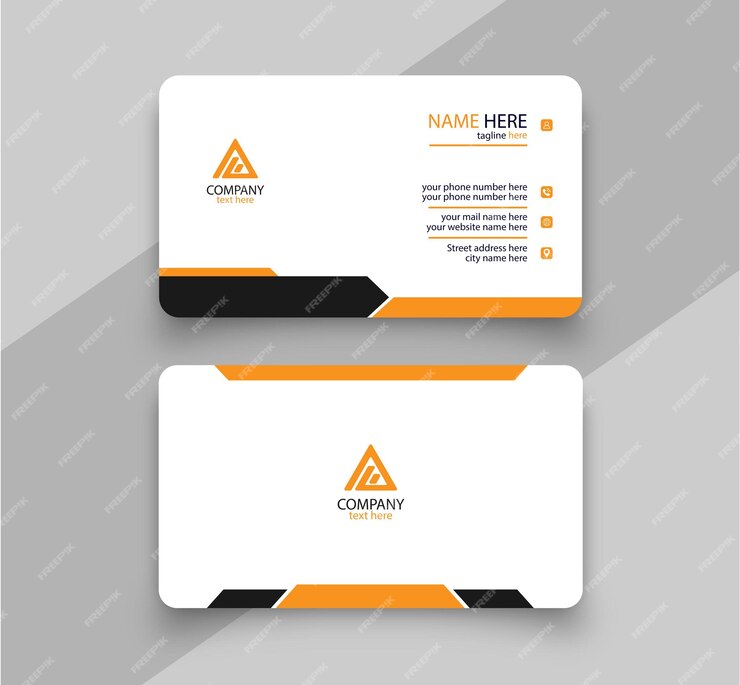 NAME HERE
tagline here
COMPANY
text here
your phone number here
your phone number here
your mail name here
your website name here
Street address here
city name here
COMPANY
text here
FREEPIK